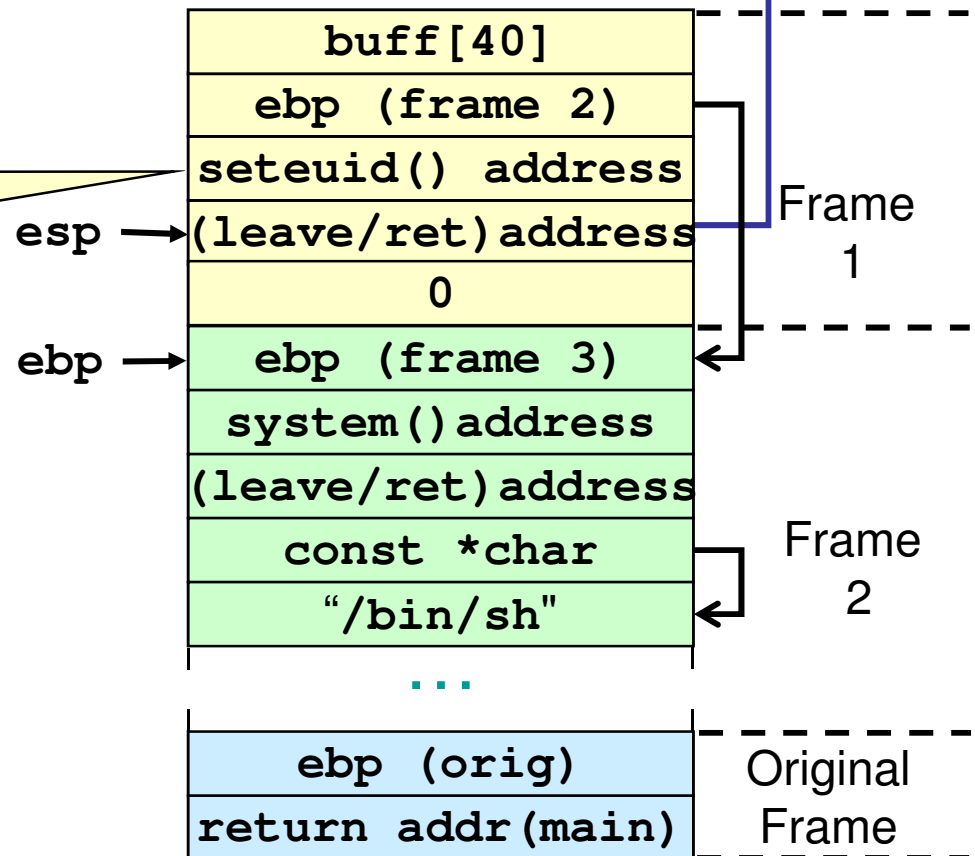 buff[40]
ebp (frame 2)
seteuid() address
esp
(leave/ret)address
Frame
1
0
ebp
ebp (frame 3)
system()address
(leave/ret)address
const *char
Frame
2
“/bin/sh"
...
ebp (orig)
return addr(main)
Original
Frame